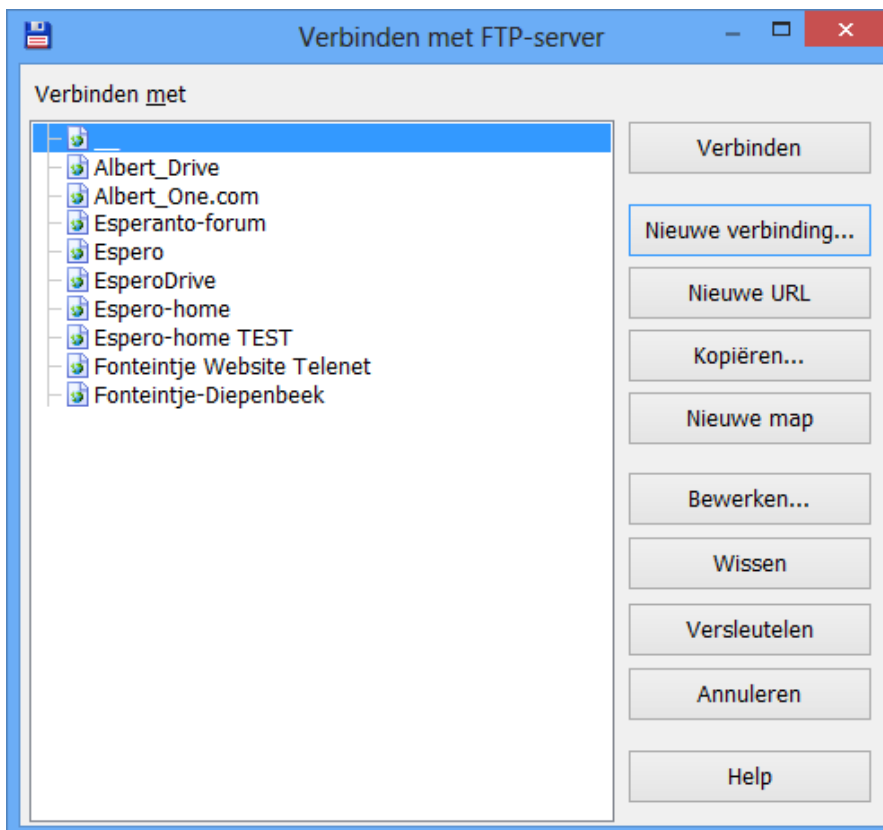 Verbinden met FTP-server
Verbinden met
__
Albert_Drive
Albert_One.com
Esperanto-forum
Espero
EsperoDrive
Espero-home
Espero-home TEST
Fonteintje Website Telenet
Fonteintje-Diepenbeek
Verbinden
Nieuwe verbinding...
Nieuwe URL
Kopiëren...
Nieuwe map
Bewerken...
Wissen
Versleutelen
Annuleren
Help